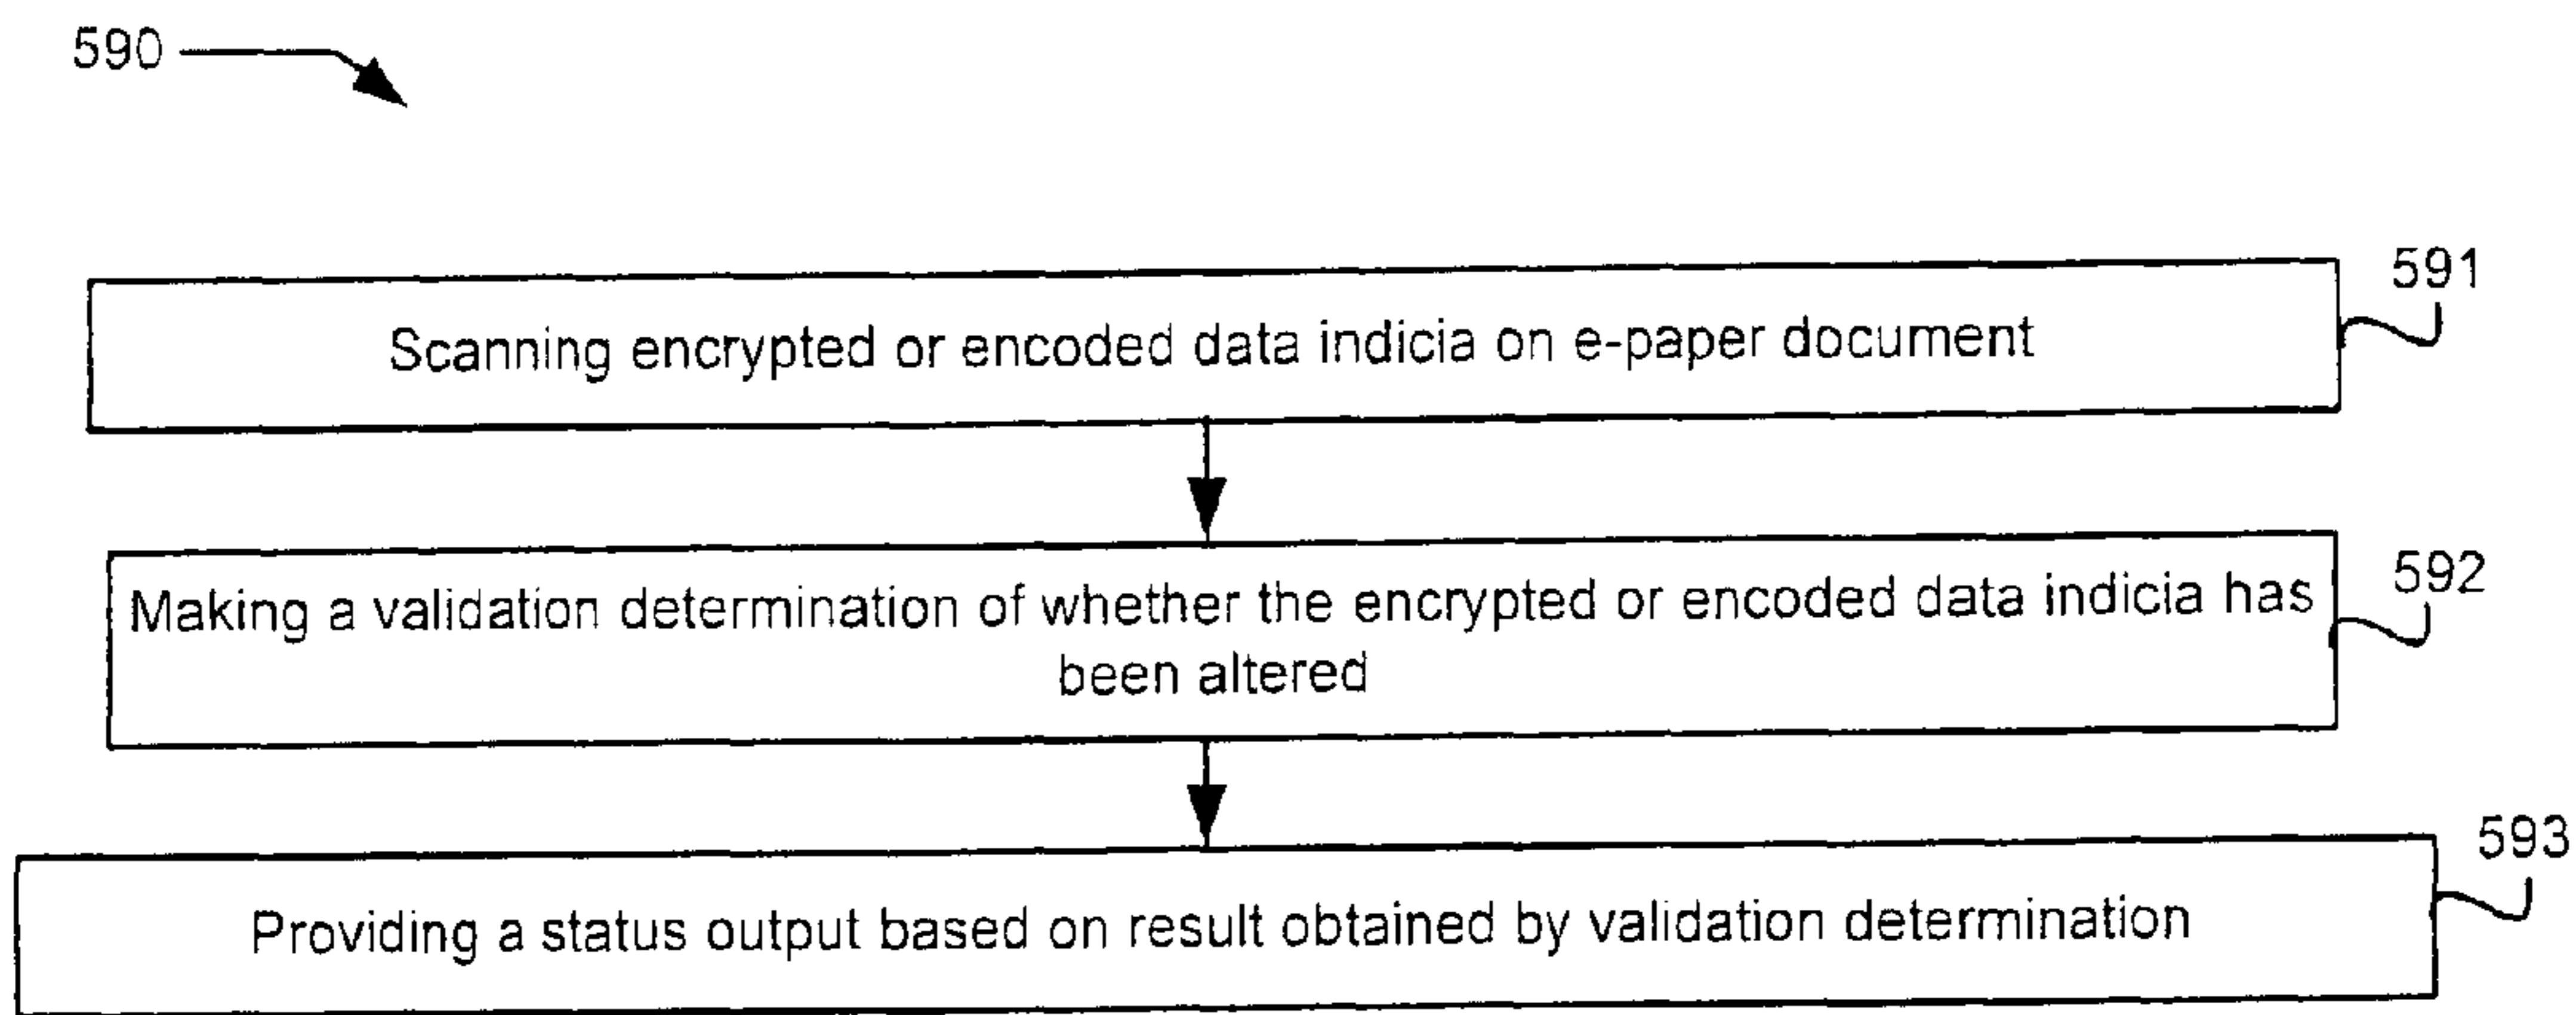 590
591
Scanning encrypted or encoded data indicia on e-paper document
592
Making a validation determination of whether the encrypted or encoded data indicia has
been altered
593
Providing a status output based on result obtained by validation determination